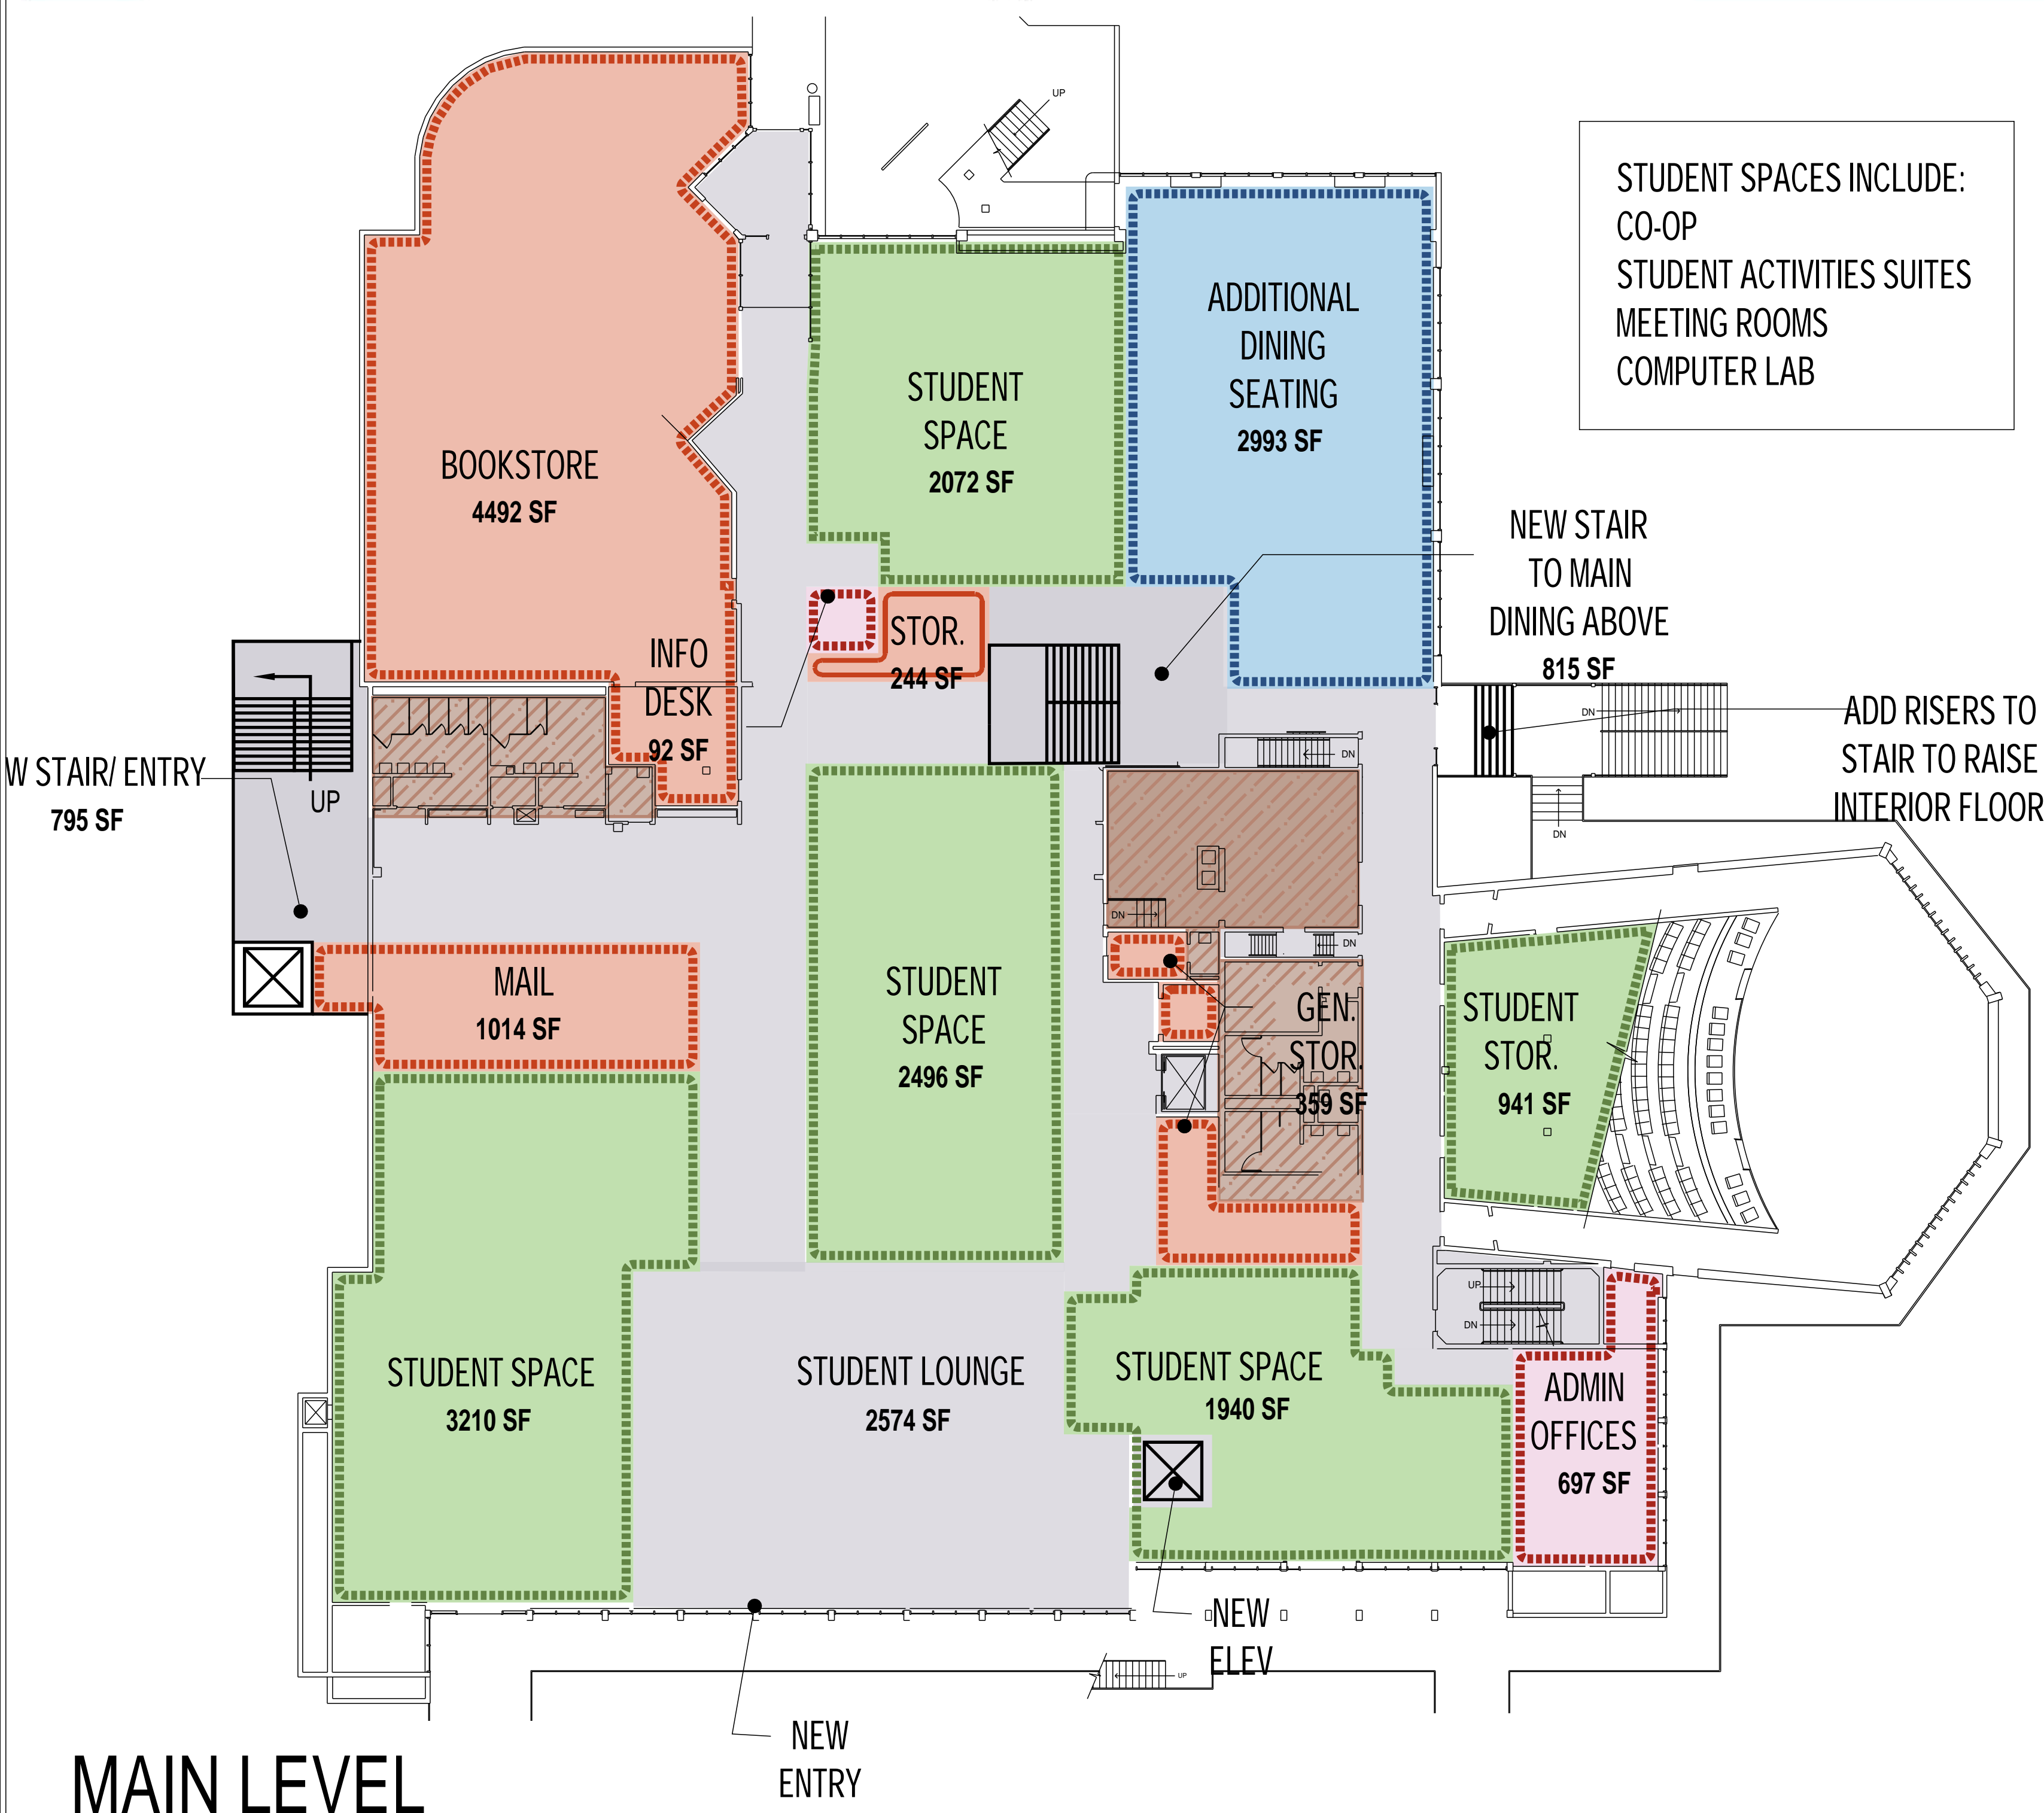 UP
STUDENT SPACES INCLUDE:
CO-OP
STUDENT ACTIVITIES SUITES
MEETING ROOMS
COMPUTER LAB
ADDITIONAL
DINING
SEATING
2993 SF
STUDENT
SPACE
2072 SF
BOOKSTORE
4492 SF
NEW STAIR
TO MAIN
DINING ABOVE
815 SF
INFO
DESK
92 SF
STOR.
244 SF
DN
ADD RISERS TO
STAIR TO RAISE
INTERIOR FLOOR
DN
DN
W STAIR/ ENTRY
795 SF
UP
DN
DN
MAIL
1014 SF
STUDENT
SPACE
2496 SF
GEN.
STOR.
359 SF
STUDENT
STOR.
941 SF
UP
DN
STUDENT SPACE
3210 SF
STUDENT LOUNGE
2574 SF
STUDENT SPACE
1940 SF
ADMIN
OFFICES
697 SF
NEW
ELEV
UP
NEW
ENTRY
MAIN LEVEL